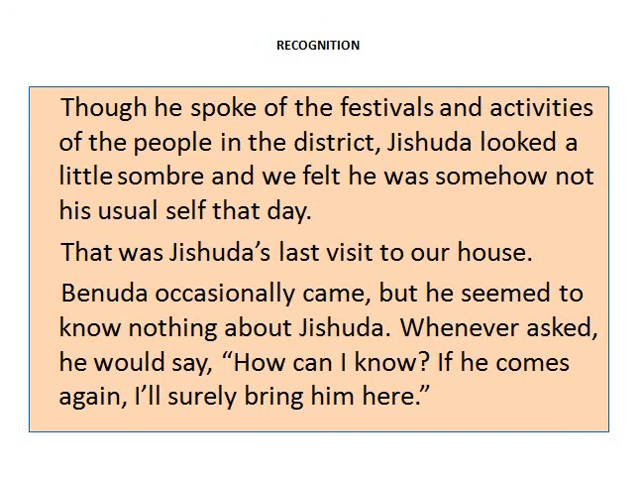 RECOGNITION
Though he spoke of the festivals and activities
of the people in the district, Jishuda looked a
little sombre and we felt he was somehow not
his usual self that day.
That was Jishuda’s last visit to our house.
Benuda occasionally came, but he seemed to
know nothing about Jishuda. Whenever asked,
he would say, “How can I know? If he comes
again, I’ll surely bring him here.”